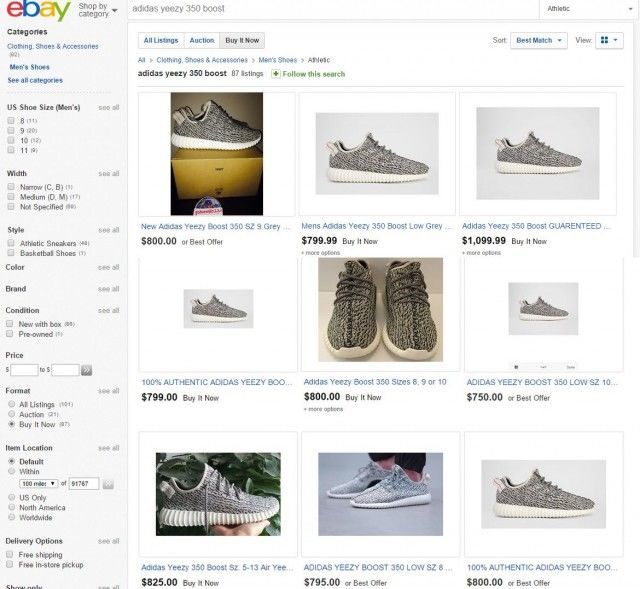 ebay
Shop by
category
adidas yeezy 350 boost
Athletic
Categories
Clothing, Shoes & Accessories
Men's Shoes
See all categories
All Listings
Auction
Buy It Now
Sort:
Best Match
View:
All > Clothing, Shoes & Accessories > Men's Shoes > Athletic
adidas yeezy 350 boost 87 listings
+ Follow this search
US Shoe Size (Men's) see all
8 (11)
9 (20)
10 (12)
11 (9)
Width see all
Narrow (C, B) (1)
Medium (D, M) (17)
Not Specified
Style see all
Athletic Sneakers
Basketball Shoes (1)
Color see all
Brand see all
Condition see all
New with box
Pre-owned (1)
Price
$ to $
Format see all
All Listings (101)
Auction (21)
Buy It Now (87)
Item Location see all
Default
Within
100 miles of 91767
US Only
North America
Worldwide
Delivery Options see all
Free shipping
Free in-store pickup
Show only see all
New Adidas Yeezy Boost 350 SZ 9 Grey ...
$800.00 or Best Offer
Mens Adidas Yeezy Boost 350 Low Grey ...
$799.99 Buy It Now
+ more options
Adidas Yeezy 350 Boost GUARENTEED ...
$1,099.99 Buy It Now
+ more options
100% AUTHENTIC ADIDAS YEEZY BOO...
$799.00 Buy It Now
Adidas Yeezy Boost 350 Sizes 8, 9 or 10
$800.00 Buy It Now
+ more options
ADIDAS YEEZY BOOST 350 LOW SZ 10...
$750.00 or Best Offer
Adidas Yeezy Boost 350 Sz. 5-13 Air Yee...
$825.00 Buy It Now
ADIDAS YEEZY BOOST 350 LOW SZ 8 ...
$795.00 or Best Offer
100% AUTHENTIC ADIDAS YEEZY BOO...
$800.00 or Best Offer